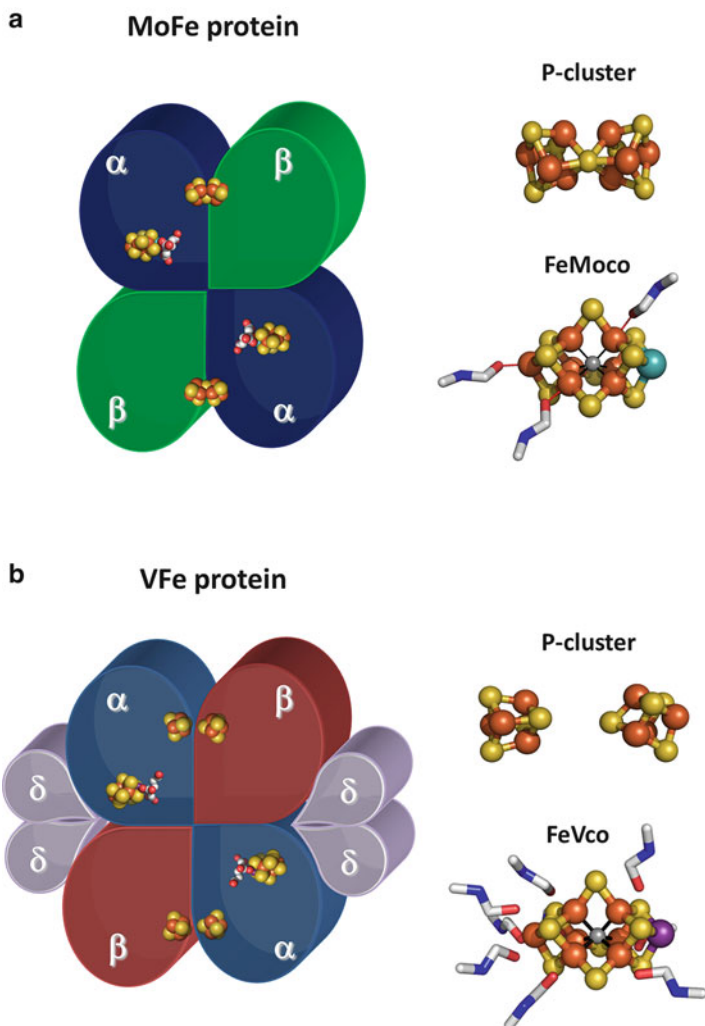 a
MoFe protein
α
β
β
α
P-cluster
FeMoco
b
VFe protein
α
β
δ
δ
δ
δ
β
α
P-cluster
FeVco